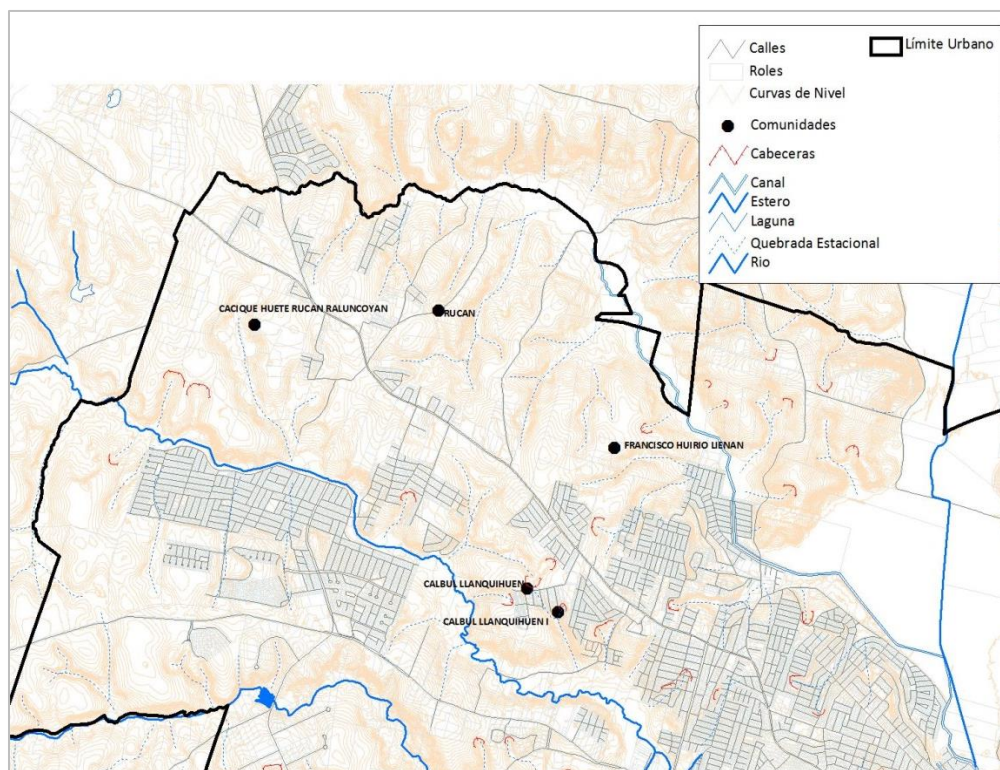 Calles
Límite Urbano
Roles
Curvas de Nivel
Comunidades
Cabeceras
Canal
Estero
Laguna
Quebrada Estacional
Rio
CACIQUE HUETE RUCAN RALUNCOYAN
RUCAN
FRANCISCO HUIRIO LIENAN
CALBUL LLANQUIHUEN
CALBUL LLANQUIHUEN I